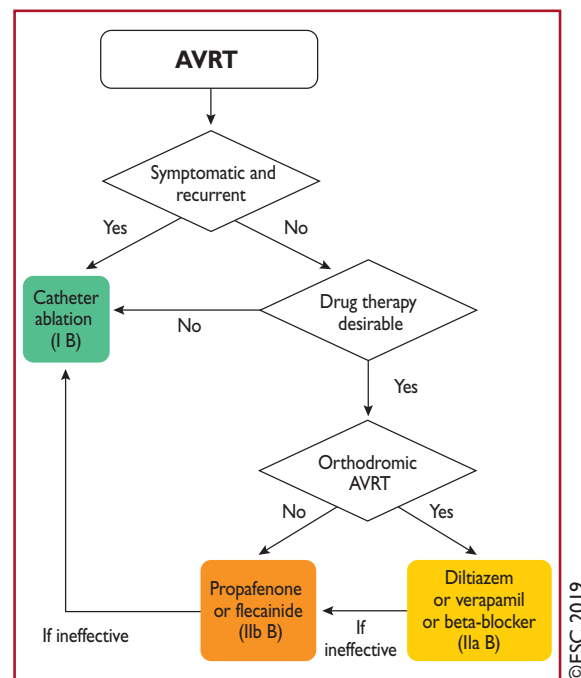 AVRT
Symptomatic and
recurrent
Yes
No
Catheter
ablation
(I B)
No
Drug therapy
desirable
Yes
Orthodromic
AVRT
No
Yes
Propafenone
or flecainide
(IIb B)
Diltiazem
or verapamil
or beta-blocker
(IIa B)
If ineffective
If
ineffective
©ESC 2019